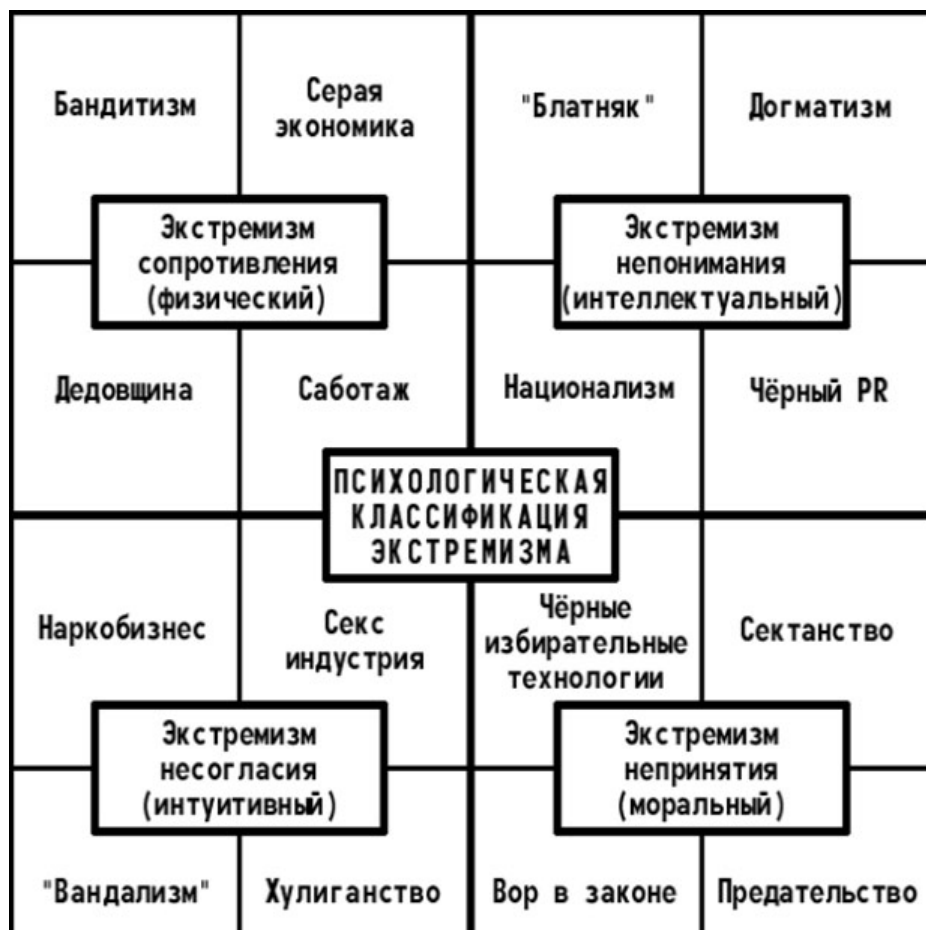 Бандитизм
Серая
экономика
"Блатняк"
Догматизм
Экстремизм
сопротивления
(физический)
Экстремизм
непонимания
(интеллектуальный)
Дедовщина
Саботаж
Национализм
Чёрный PR
ПСИХОЛОГИЧЕСКАЯ
КЛАССИФИКАЦИЯ
ЭКСТРЕМИЗМА
Наркобизнес
Секс
индустрия
Чёрные
избирательные
технологии
Сектанство
Экстремизм
несогласия
(интуитивный)
Экстремизм
непринятия
(моральный)
"Вандализм"
Хулиганство
Вор в законе
Предательство